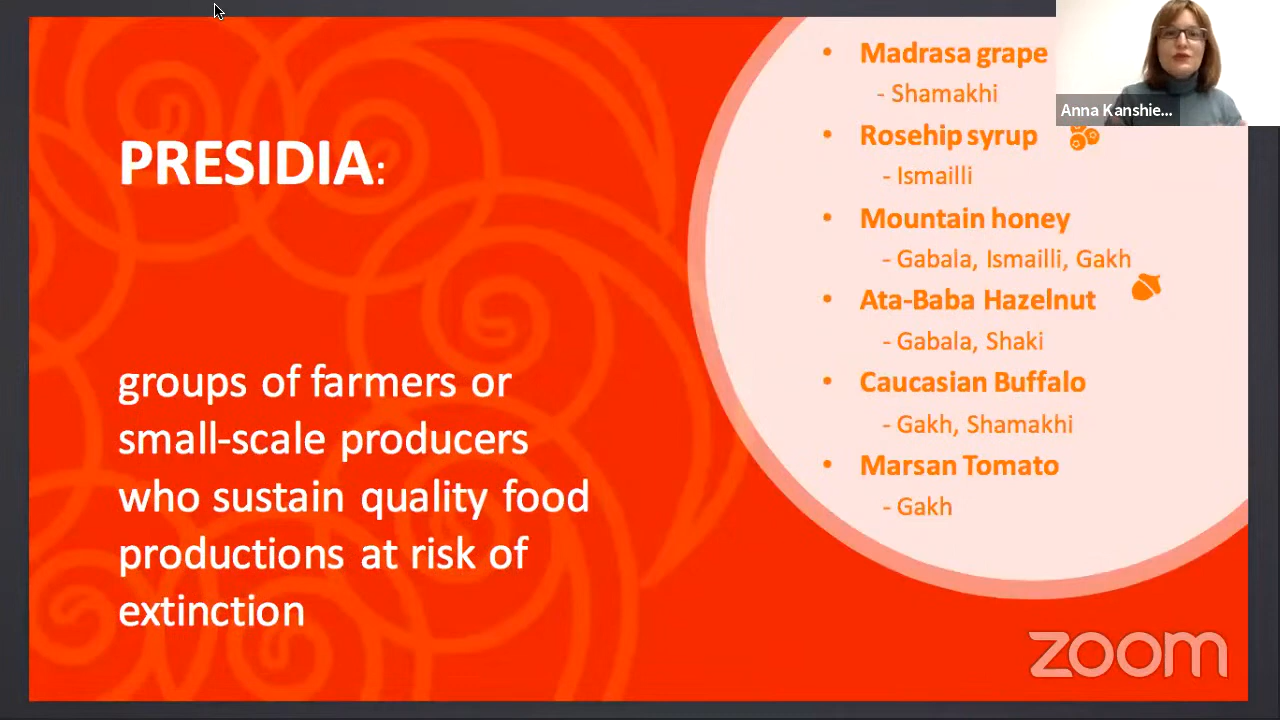 PRESIDIA:
groups of farmers or
small-scale producers
who sustain quality food
productions at risk of
extinction
• Madrasa grape
- Shamakhi
• Rosehip syrup
- Ismailli
• Mountain honey
- Gabala, Ismailli, Gakh
• Ata-Baba Hazelnut
- Gabala, Shaki
• Caucasian Buffalo
- Gakh, Shamakhi
• Marsan Tomato
- Gakh
Anna Kanshie...
zoom